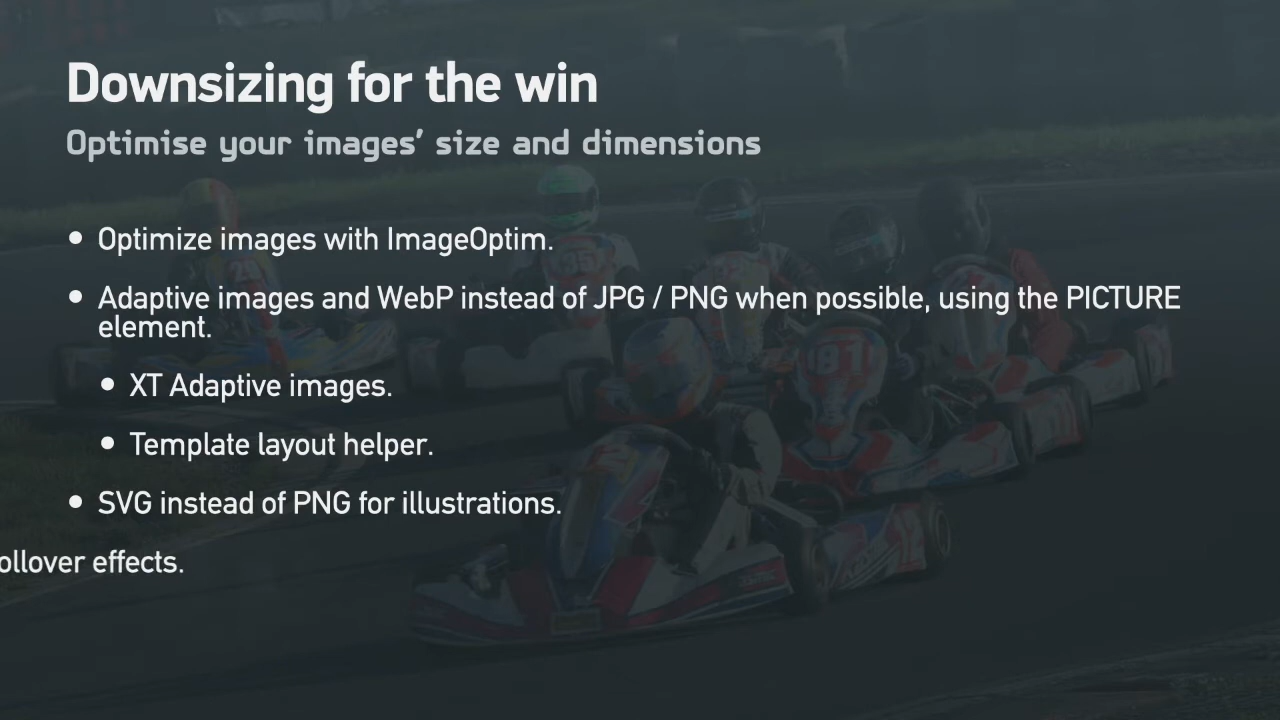 Downsizing for the win
Optimise your images’ size and dimensions
• Optimize images with ImageOptim.
• Adaptive images and WebP instead of JPG / PNG when possible, using the PICTURE
element.
• XT Adaptive images.
• Template layout helper.
• SVG instead of PNG for illustrations.
ollover effects.